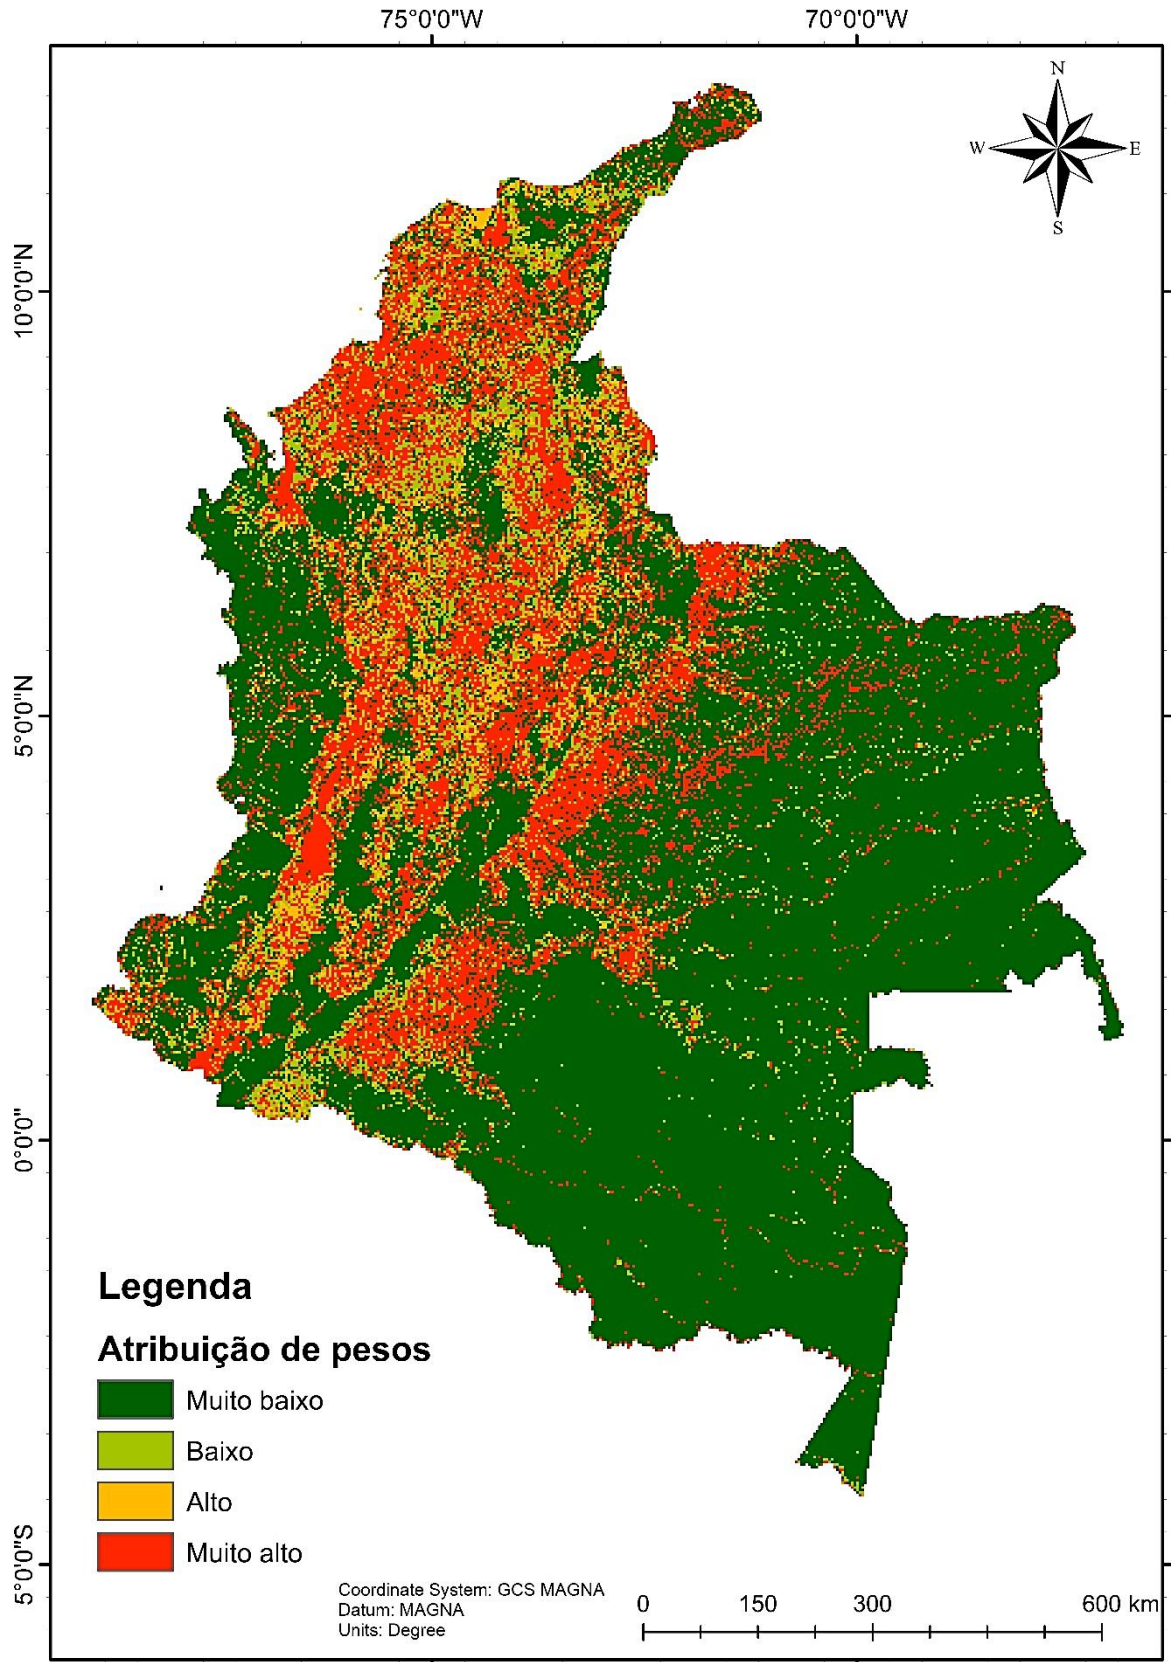 75°0'0"W 70°0'0"W
N
W E
S
10°0'0"N
5°0'0"N
0°0'0"
5°0'0"S
Legenda
Atribuição de pesos
Muito baixo
Baixo
Alto
Muito alto
Coordinate System: GCS MAGNA
Datum: MAGNA
Units: Degree
0 150 300 600 km